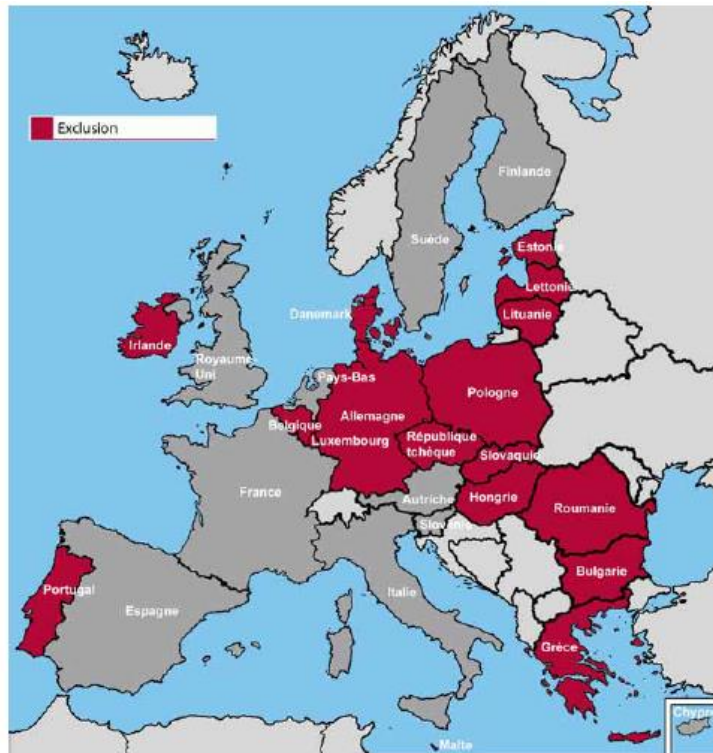 Exclusion
Finlande
Suède
Estonie
Lettonie
Lituanie
Danemark
Irlande
Royaume-
Uni
Pays-Bas
Pologne
Allemagne
Belgique
Luxembourg
République
tchèque
Slovaquie
France
Autriche
Hongrie
Roumanie
Slovénie
Bulgarie
Portugal
Espagne
Italie
Grèce
Chypre
Malte